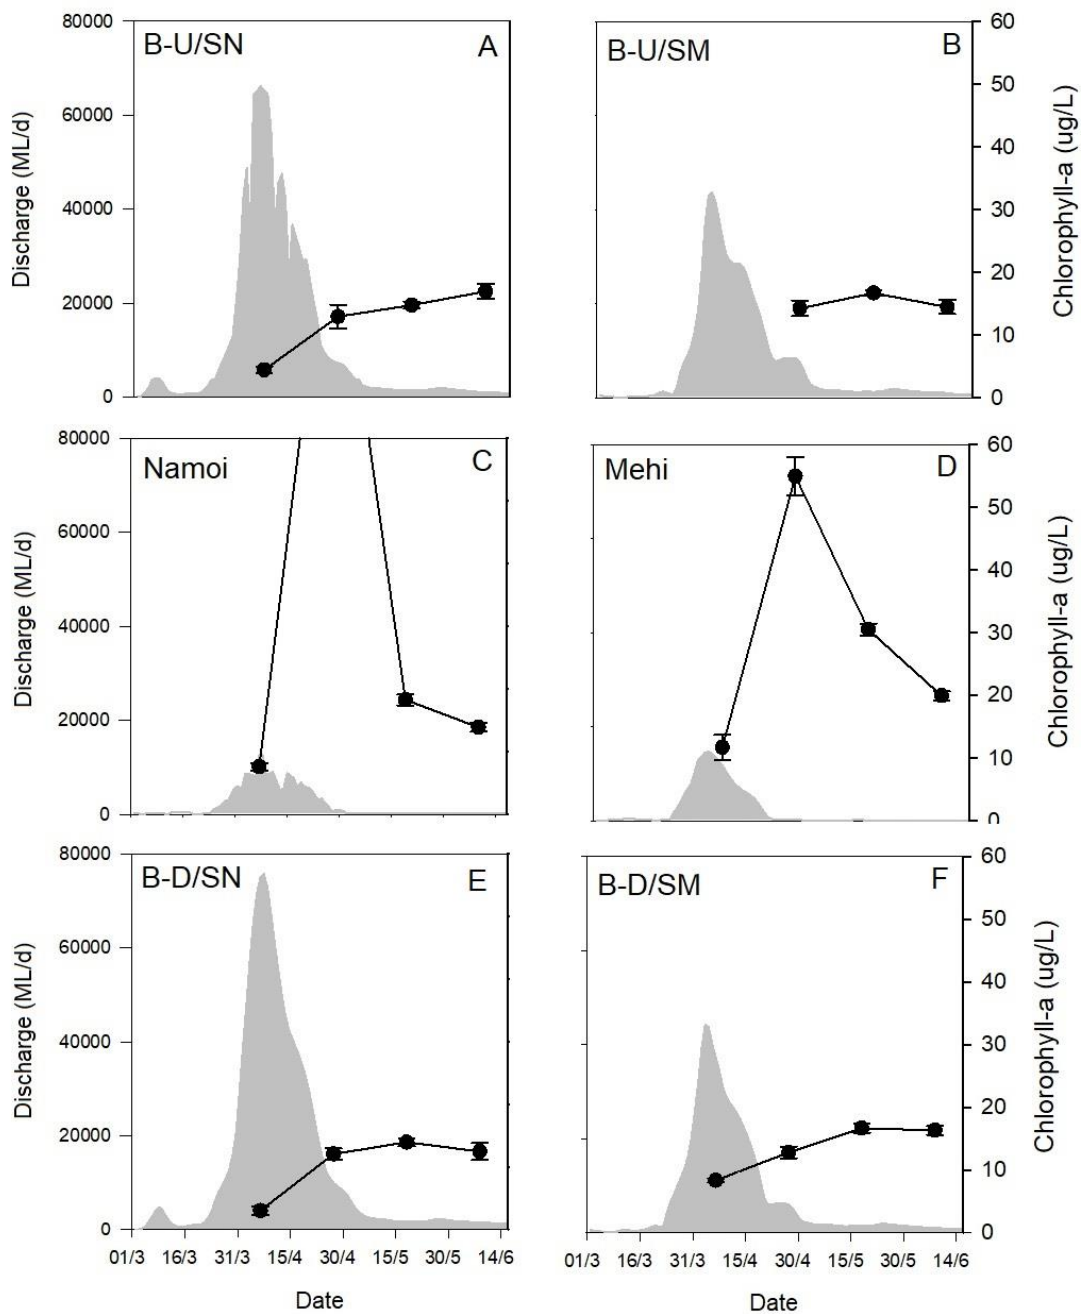 B-U/SN
A
80000
60000
40000
20000
0
Discharge (ML/d)
B-U/SM
B
60
50
40
30
20
10
0
Chlorophyll-a (ug/L)
Namoi
C
80000
60000
40000
20000
0
Discharge (ML/d)
Mehi
D
60
50
40
30
20
10
0
Chlorophyll-a (ug/L)
B-D/SN
E
80000
60000
40000
20000
0
Discharge (ML/d)
01/3 16/3 31/3 15/4 30/4 15/5 30/5 14/6
Date
B-D/SM
F
60
50
40
30
20
10
0
Chlorophyll-a (ug/L)
01/3 16/3 31/3 15/4 30/4 15/5 30/5 14/6
Date